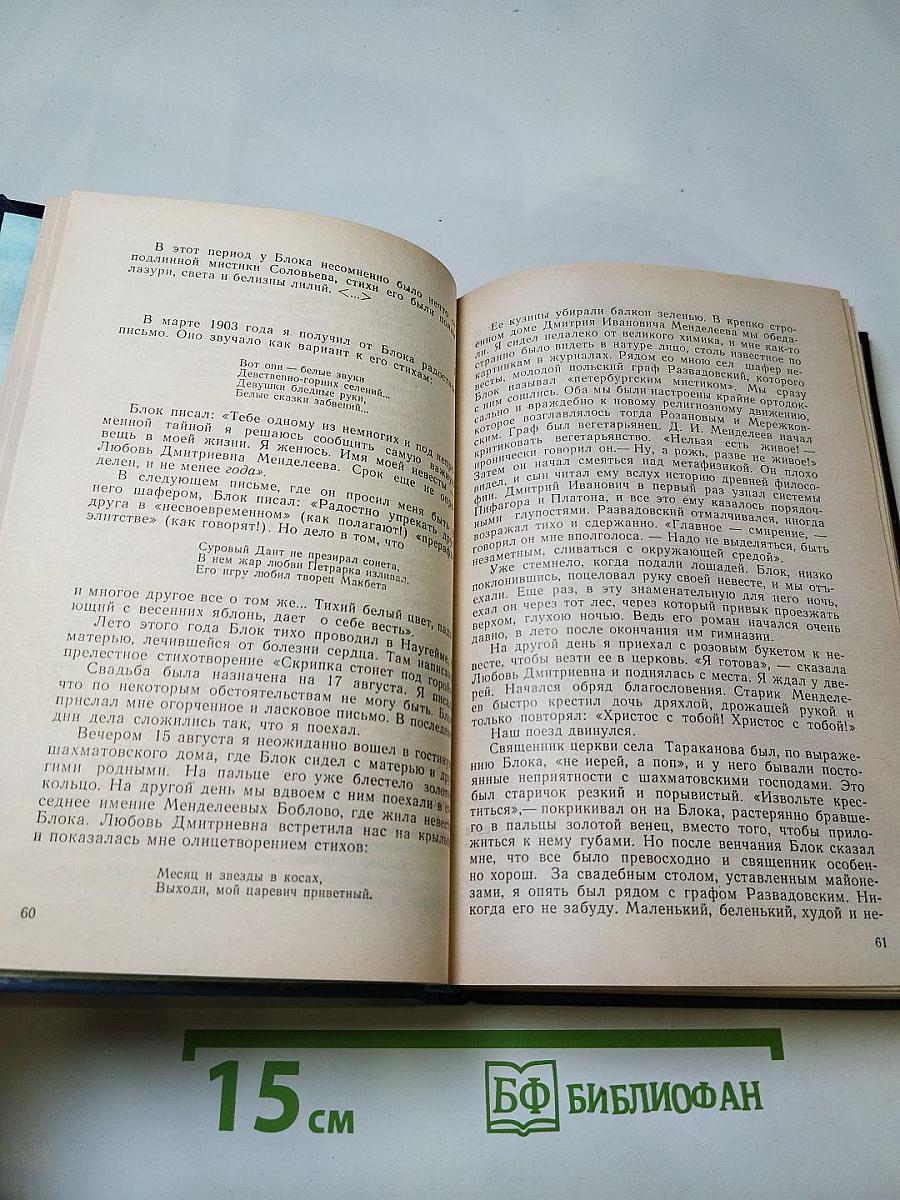 В этот период у Блока несомненно было нечто
подлинной мистики Соловьева, стихи его были
лазури, света и белизны лилий. <...>
В марте 1903 года я получил от Блока
письмо. Оно звучало как вариант к его стихам:
Вот они — белые звуки
Девственно-горних селений...
Девушки бледные руки,
Белые сказки забвений...
Блок писал: «Тебе одному из немногих и под
менной тайной я решаюсь сообщить самую
вещь в моей жизни. Я женюсь. Имя моей невесты
Любовь Дмитриевна Менделеева. Срок еще не
делен, и не менее года».
В следующем письме, где он просил меня быть
него шафером, Блок писал: «Радостно упрекать
друга в «несвоевременном» (как полагают!)
элитстве» (как говорят!). Но дело в том, что
Суровый Дант не презирал сонета,
В нем жар любви Петрарка изливал,
Его игру любил творец Макбета
и многое другое все о том же... Тихий белый цвет,
ющий с весенних яблонь, дает о себе весть».
Лето этого года Блок тихо проводил в Наугейме
матерью, лечившейся от болезни сердца. Там
прелестное стихотворение «Скрипка стонет под
Свадьба была назначена на 17 августа. Я
что по некоторым обстоятельствам не могу быть.
прислал мне огорченное и ласковое письмо. В
дни дела сложились так, что я поехал.
Вечером 15 августа я неожиданно вошел в
шахматовского дома, где Блок сидел с матерью и
гими родными. На пальце его уже блестело
кольцо. На другой день мы вдвоем с ним поехали в
седнее имение Менделеевых Боблово, где жила
Блока. Любовь Дмитриевна встретила нас на
и показалась мне олицетворением стихов:
Месяц и звезды в косах,
Выходи, мой царевич приветный.
60
Ее кузины убирали балкон зеленью. В крепко стро-
енном доме Дмитрия Ивановича Менделеева мы обеда-
ли. Я сидел недалеко от великого химика, и мне как-то
странно было видеть в натуре лицо, столь известное по
картинкам в журналах. Рядом со мною сел шафер не-
весты, молодой польский граф Развадовский, которого
Блок называл «петербургским мистиком». Мы сразу
с ним сошлись. Оба мы были настроены крайне ортодок-
сально и враждебно к новому религиозному движению,
которое возглавлялось тогда Розановым и Мережков-
ским. Граф был вегетарьянец. Д. И. Менделеев начал
критиковать вегетарьянство. «Нельзя есть живое! —
иронически говорил он.— Ну, а рожь, разве не живое!»
Затем он начал смеяться над метафизикой. Он плохо
видел, и сын читал ему вслух историю древней филосо-
фии. Дмитрий Иванович в первый раз узнал системы
Пифагора и Платона, и все это ему казалось порядоч-
ными глупостями. Развадовский отмалчивался, иногда
возражал тихо и сдержанно. «Главное — смирение, —
говорил он мне вполголоса. — Надо не выделяться, быть
незаметным, сливаться с окружающей средой».
Уже стемнело, когда подали лошадей. Блок, низко
поклонившись, поцеловал руку своей невесте, и мы отъ-
ехали. Еще раз, в эту знаменательную для него ночь,
ехал он через тот лес, через который привык проезжать
верхом, глухою ночью. Ведь его роман начался очень
давно, в лето после окончания им гимназии.
На другой день я приехал с розовым букетом к не-
весте, чтобы везти ее в церковь. «Я готова», — сказала
Любовь Дмитриевна и поднялась с места. Я ждал у две-
рей. Начался обряд благословения. Старик Менделе-
ев быстро крестил дочь дряхлой, дрожащей рукой и
только повторял: «Христос с тобой! Христос с тобой!»
Наш поезд двинулся.
Священник церкви села Тараканова был, по выраже-
нию Блока, «не иерей, а поп», и у него бывали посто-
янные неприятности с шахматовскими господами. Это
был старичок резкий и порывистый. «Извольте крес-
титься»,— покрикивал он на Блока, растерянно бравше-
го в пальцы золотой венец, вместо того, чтобы прило-
житься к нему губами. Но после венчания Блок сказал
мне, что все было превосходно и священник особен-
но хорош. За свадебным столом, уставленным майоне-
зами, я опять был рядом с графом Развадовским. Ни-
когда его не забуду. Маленький, беленький, худой и не-
61
15 см
БФ БИБЛИОФАН